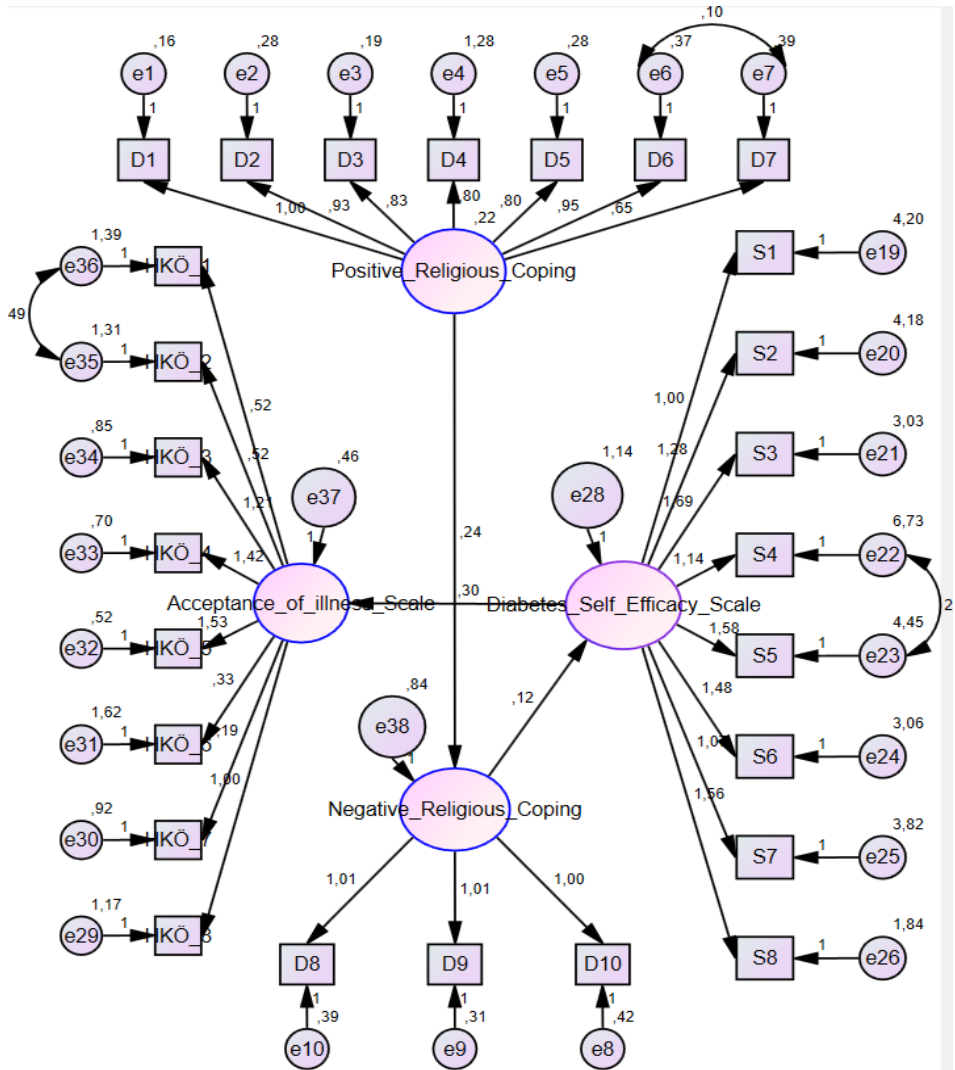 ,10
,16 ,28 ,19 1,28 ,28 ,37 ,39
e1 e2 e3 e4 e5 e6 e7
1 1 1 1 1 1 1
D1 D2 D3 D4 D5 D6 D7
1,00 ,93 ,83 ,80 ,80 ,95 ,65
,22
Positive_Religious_Coping
1,39
e36 1 HKÖ_1
49
1,31
e35 1 HKÖ_2
,85
e34 1 HKÖ_3
,70
e33 1 HKÖ_4
,52
e32 1 HKÖ_5
1,62
e31 1 HKÖ_6
,92
e30 1 HKÖ_7
1,17
e29 1 HKÖ_8
,52
,52
1,21
1,42
1,53
,33
,19
1,00
,46
e37
1
Acceptance_of_illness_Scale
,24
,30
1,14
e28
1
Diabetes_Self_Efficacy_Scale
4,20
S1 1 e19
4,18
S2 1 e20
3,03
S3 1 e21
6,73
S4 1 e22
2
4,45
S5 1 e23
3,06
S6 1 e24
3,82
S7 1 e25
1,84
S8 1 e26
1,00
1,28
1,69
1,14
1,58
1,48
1,56
,12
,84
e38
1
Negative_Religious_Coping
1,01 1,01 1,00
D8 D9 D10
1 1 1
,39 ,31 ,42
e10 e9 e8